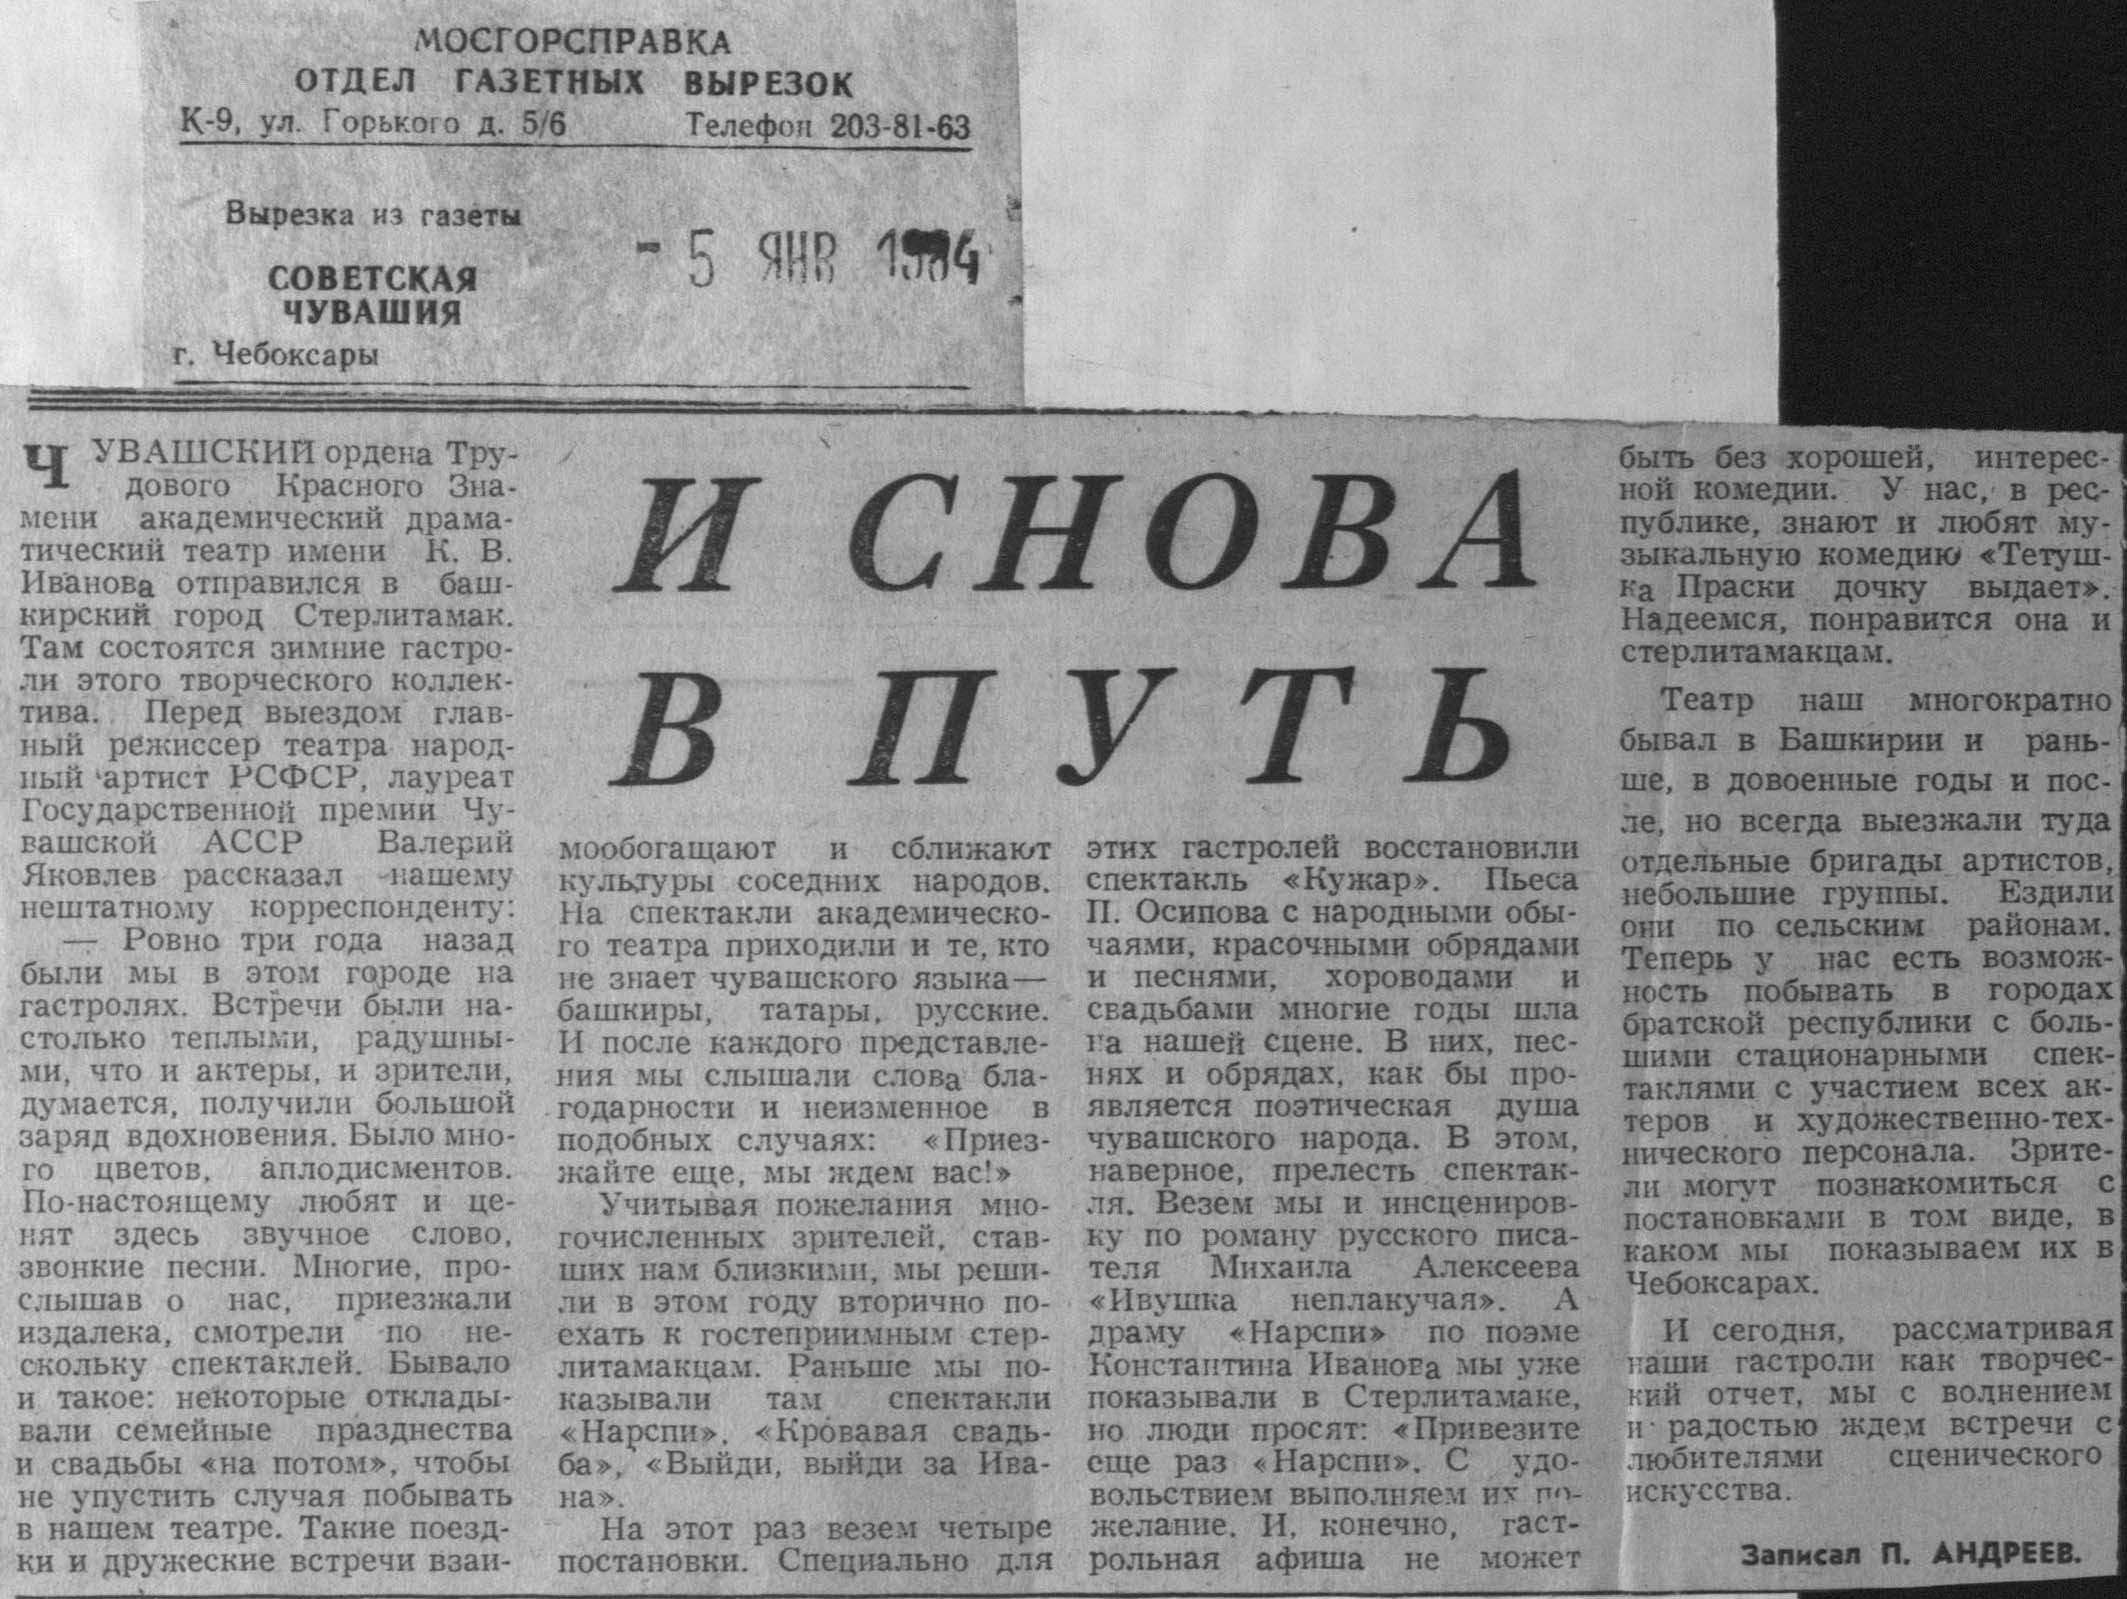 МОСГОРСПРАВКА
ОТДЕЛ ГАЗЕТНЫХ ВЫРЕЗОК
К-9, ул. Горького д. 5/6 Телефон 203-81-63
Вырезка из газеты
СОВЕТСКАЯ
ЧУВАШИЯ
г. Чебоксары
- 5 ЯНВ 1984
И СНОВА
В ПУТЬ
ЧУВАШСКИЙ ордена Тру-
дового Красного Зна-
мени академический драма-
тический театр имени К. В.
Иванова отправился в баш-
кирский город Стерлитамак.
Там состоятся зимние гастро-
ли этого творческого коллек-
тива. Перед выездом глав-
ный режиссер театра народ-
ный артист РСФСР, лауреат
Государственной премии Чу-
вашской АССР Валерий
Яковлев рассказал нашему
нештатному корреспонденту:
— Ровно три года назад
были мы в этом городе на
гастролях. Встречи были на-
столько теплыми, радушны-
ми, что и актеры, и зрители,
думается, получили большой
заряд вдохновения. Было мно-
го цветов, аплодисментов.
По-настоящему любят и це-
нят здесь звучное слово,
звонкие песни. Многие, про-
слышав о нас, приезжали
издалека, смотрели по не-
скольку спектаклей. Бывало
и такое: некоторые отклады-
вали семейные празднества
и свадьбы «на потом», чтобы
не упустить случая побывать
в нашем театре. Такие поезд-
ки и дружеские встречи взаи-
мообогащают и сближают
культуры соседних народов.
На спектакли академическо-
го театра приходили и те, кто
не знает чувашского языка—
башкиры, татары, русские.
И после каждого представле-
ния мы слышали слова бла-
годарности и неизменное в
подобных случаях: «Приез-
жайте еще, мы ждем вас!»
Учитывая пожелания мно-
гочисленных зрителей, став-
ших нам близкими, мы реши-
ли в этом году вторично по-
ехать к гостеприимным стер-
литамакцам. Раньше мы по-
казывали там спектакли
«Нарспи», «Кровавая свадь-
ба», «Выйди, выйди за Ива-
на».
На этот раз везем четыре
постановки. Специально для
этих гастролей восстановили
спектакль «Кужар». Пьеса
П. Осипова с народными обы-
чаями, красочными обрядами
и песнями, хороводами и
свадьбами многие годы шла
на нашей сцене. В них, пес-
нях и обрядах, как бы про-
является поэтическая душа
чувашского народа. В этом,
наверное, прелесть спектак-
ля. Везем мы и инсцениров-
ку по роману русского писа-
теля Михаила Алексеева
«Ивушка неплакучая». А
драму «Нарспи» по поэме
Константина Иванова мы уже
показывали в Стерлитамаке,
но люди просят: «Привезите
еще раз «Нарспи». С удо-
вольствием выполняем их по-
желание. И, конечно, гаст-
рольная афиша не может
быть без хорошей, интерес-
ной комедии. У нас, в рес-
публике, знают и любят му-
зыкальную комедию «Тетуш-
ка Праски дочку выдает».
Надеемся, понравится она и
стерлитамакцам.
Театр наш многократно
бывал в Башкирии и рань-
ше, в довоенные годы и пос-
ле, но всегда выезжали туда
отдельные бригады артистов,
небольшие группы. Ездили
они по сельским районам.
Теперь у нас есть возмож-
ность побывать в городах
братской республики с боль-
шими стационарными спек-
таклями с участием всех ак-
теров и художественно-тех-
нического персонала. Зрите-
ли могут познакомиться с
постановками в том виде, в
каком мы показываем их в
Чебоксарах.
И сегодня, рассматривая
наши гастроли как творчес-
кий отчет, мы с волнением
и радостью ждем встречи с
любителями сценического
искусства.
Записал П. АНДРЕЕВ.